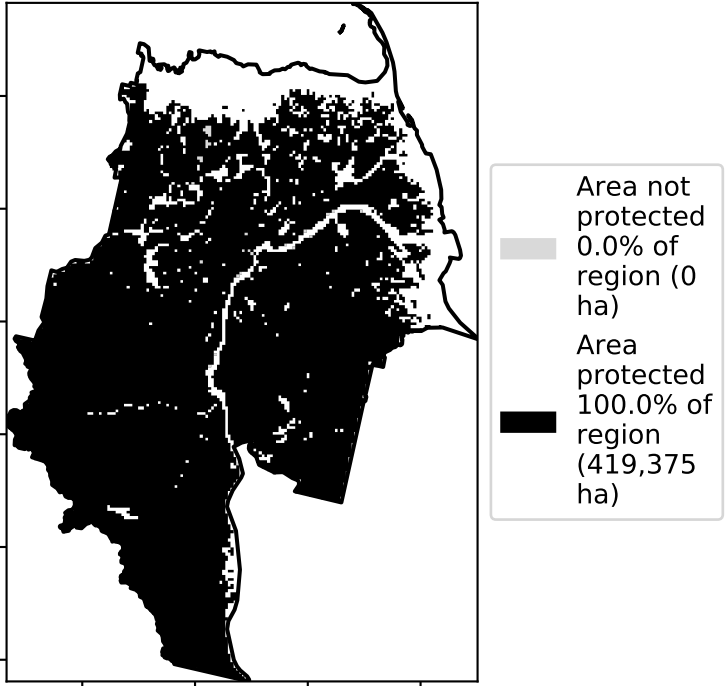 Area not
protected
0.0% of
region (0
ha)
Area
protected
100.0% of
region
(419,375
ha)